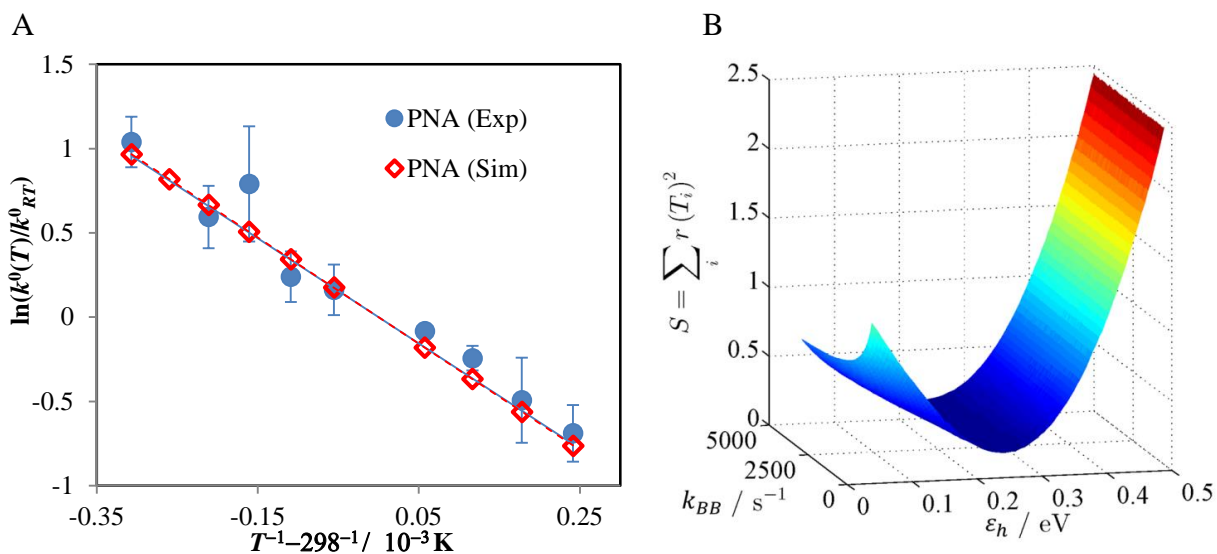 A
1,5
1
0.5
0
-0.5
-1
-0.35
-0.15
0.05
0.25
ln(k⁰(T)/k⁰RT)
T⁻¹–298⁻¹/ 10⁻³ K
PNA (Exp)
PNA (Sim)
B
2.5
2
1.5
1
0.5
0
S = ∑ᵢ r (Tᵢ)²
5000
2500
0
k_BB / s⁻¹
0
0.1
0.2
0.3
0.4
0.5
ε_h / eV